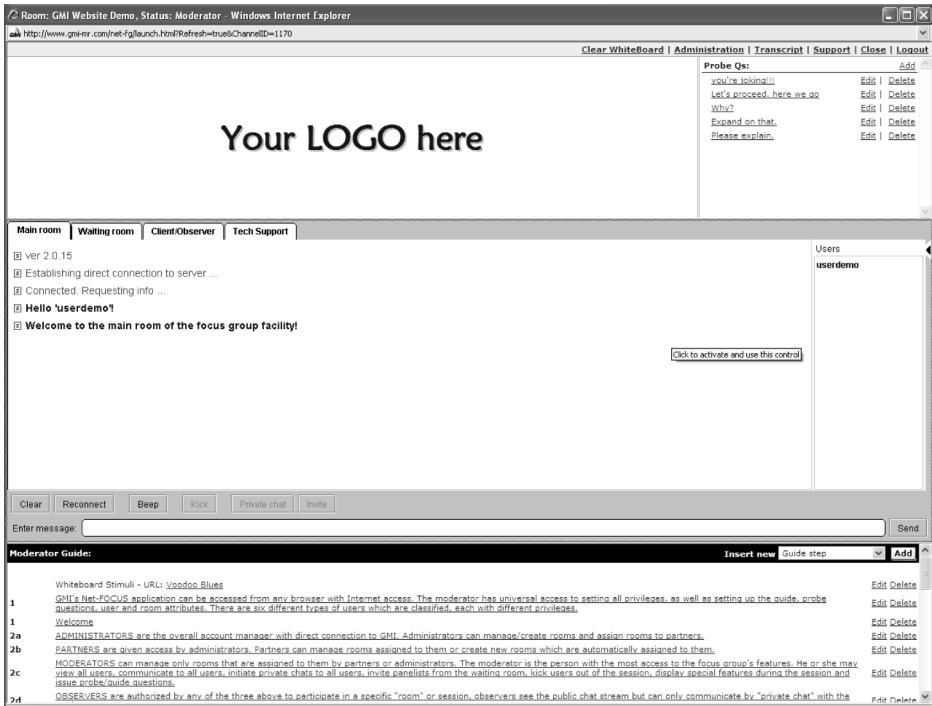 Room: GMI Website Demo, Status: Moderator - Windows Internet Explorer
http://www.gmi-mr.com/net-fg/launch.html?Refresh=true&ChannelID=1170
Clear WhiteBoard | Administration | Transcript | Support | Close | Logout
Your LOGO here
Probe Qs: Add
you're joking!!! Edit | Delete
Let's proceed, here we go Edit | Delete
Why? Edit | Delete
Expand on that. Edit | Delete
Please explain. Edit | Delete
Main room Waiting room Client/Observer Tech Support
ver 2.0.15
Establishing direct connection to server ...
Connected. Requesting info ...
Hello 'userdemo'!
Welcome to the main room of the focus group facility!
Users
userdemo
Click to activate and use this control
Clear Reconnect Beep Kick Private chat Invite
Enter message: Send
Moderator Guide: Insert new Guide step Add
Whiteboard Stimuli - URL: Voodoo Blues Edit Delete
1 GMI's Net-FOCUS application can be accessed from any browser with Internet access. The moderator has universal access to setting all privileges, as well as setting up the guide, probe
questions, user and room attributes. There are six different types of users which are classified, each with different privileges. Edit Delete
1 Welcome Edit Delete
2a ADMINISTRATORS are the overall account manager with direct connection to GMI. Administrators can manage/create rooms and assign rooms to partners. Edit Delete
2b PARTNERS are given access by administrators. Partners can manage rooms assigned to them or create new rooms which are automatically assigned to them. Edit Delete
2c MODERATORS can manage only rooms that are assigned to them by partners or administrators. The moderator is the person with the most access to the focus group's features. He or she may
view all users, communicate to all users, initiate private chats to all users, invite panelists from the waiting room, kick users out of the session, display special features during the session and
issue probe/guide questions. Edit Delete
2d OBSERVERS are authorized by any of the three above to participate in a specific "room" or session, observers see the public chat stream but can only communicate by "private chat" with the
Edit Delete